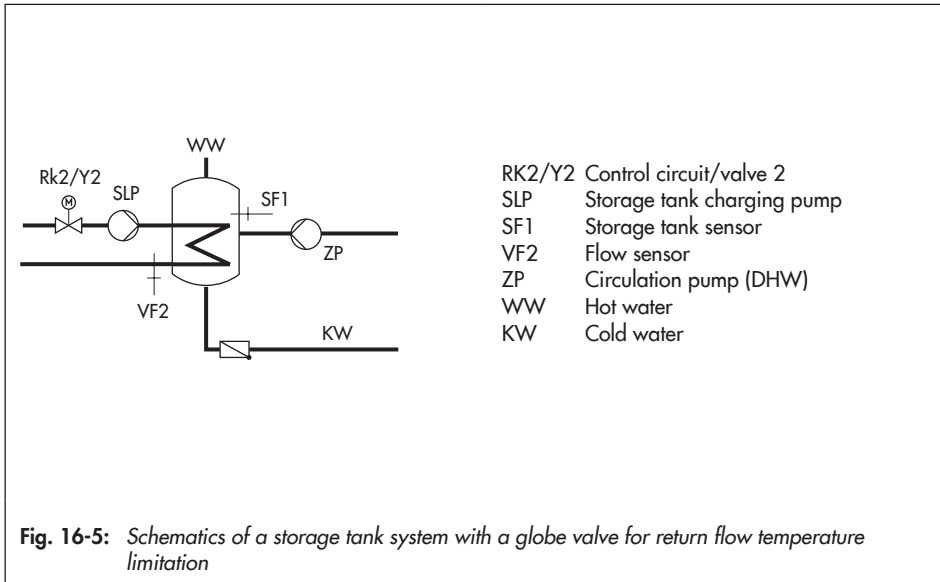 WW
Rk2/Y2
M
SLP
SF1
ZP
VF2
KW
RK2/Y2 Control circuit/valve 2
SLP Storage tank charging pump
SF1 Storage tank sensor
VF2 Flow sensor
ZP Circulation pump (DHW)
WW Hot water
KW Cold water
Fig. 16-5: Schematics of a storage tank system with a globe valve for return flow temperature
limitation